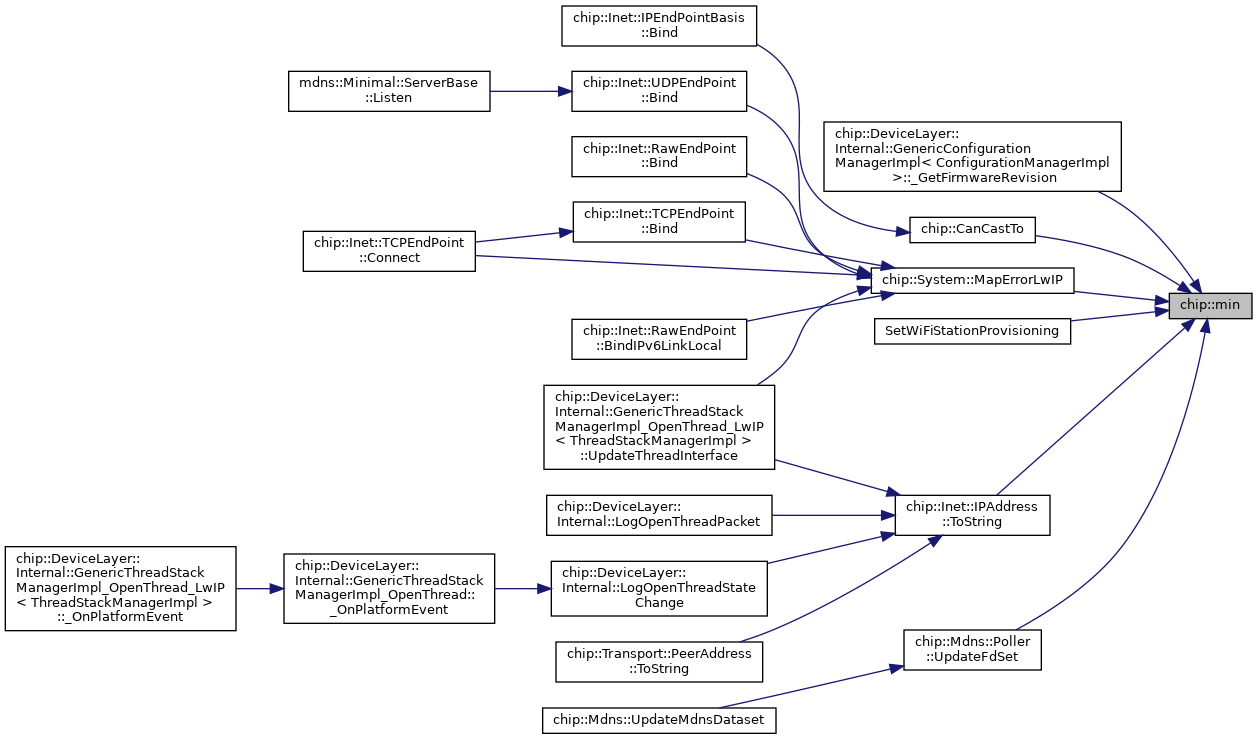 chip::Inet::IPEndPointBasis
::Bind
mdns::Minimal::ServerBase
::Listen
chip::Inet::UDPEndPoint
::Bind
chip::Inet::RawEndPoint
::Bind
chip::DeviceLayer::
Internal::GenericConfiguration
ManagerImpl< ConfigurationManagerImpl
>::_GetFirmwareRevision
chip::Inet::TCPEndPoint
::Bind
chip::CanCastTo
chip::Inet::TCPEndPoint
::Connect
chip::System::MapErrorLwIP
chip::min
chip::Inet::RawEndPoint
::BindIPv6LinkLocal
SetWiFiStationProvisioning
chip::DeviceLayer::
Internal::GenericThreadStack
ManagerImpl_OpenThread_LwIP
< ThreadStackManagerImpl >
::UpdateThreadInterface
chip::DeviceLayer::
Internal::LogOpenThreadPacket
chip::Inet::IPAddress
::ToString
chip::DeviceLayer::
Internal::GenericThreadStack
ManagerImpl_OpenThread_LwIP
< ThreadStackManagerImpl >
::_OnPlatformEvent
chip::DeviceLayer::
Internal::GenericThreadStack
ManagerImpl_OpenThread::
_OnPlatformEvent
chip::DeviceLayer::
Internal::LogOpenThreadState
Change
chip::Transport::PeerAddress
::ToString
chip::Mdns::Poller
::UpdateFdSet
chip::Mdns::UpdateMdnsDataset